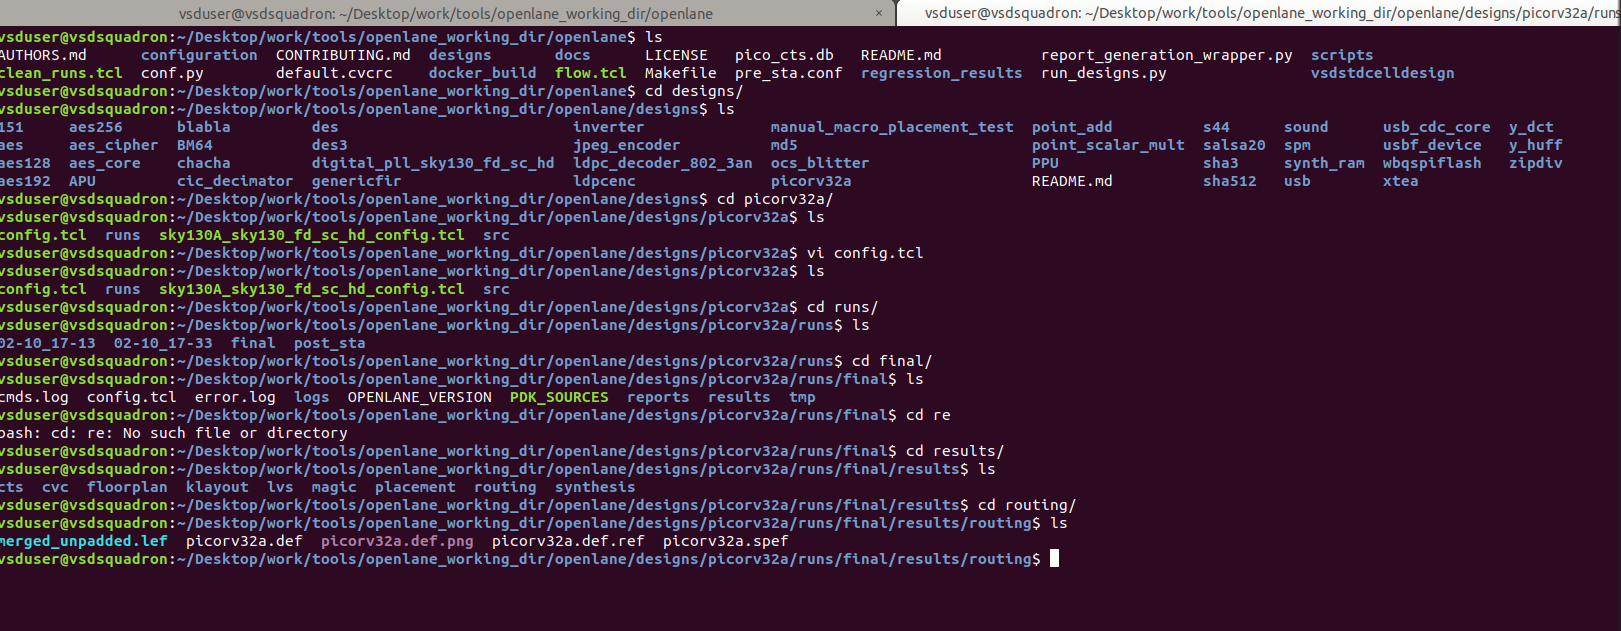 vsduser@vsdsquadron: ~/Desktop/work/tools/openlane_working_dir/openlane × vsduser@vsdsquadron: ~/Desktop/work/tools/openlane_working_dir/openlane/designs/picorv32a/runs
vsduser@vsdsquadron:~/Desktop/work/tools/openlane_working_dir/openlane$ ls
AUTHORS.md configuration CONTRIBUTING.md designs docs LICENSE pico_cts.db README.md report_generation_wrapper.py scripts
clean_runs.tcl conf.py default.cvcrc docker_build flow.tcl Makefile pre_sta.conf regression_results run_designs.py vsdstdcelldesign
vsduser@vsdsquadron:~/Desktop/work/tools/openlane_working_dir/openlane$ cd designs/
vsduser@vsdsquadron:~/Desktop/work/tools/openlane_working_dir/openlane/designs$ ls
151 aes256 blabla des inverter manual_macro_placement_test point_add s44 sound usb_cdc_core y_dct
aes aes_cipher BM64 des3 jpeg_encoder md5 point_scalar_mult salsa20 spm usbf_device y_huff
aes128 aes_core chacha digital_pll_sky130_fd_sc_hd ldpc_decoder_802_3an ocs_blitter PPU sha3 synth_ram wbqspiflash zipdiv
aes192 APU cic_decimator genericfir ldpcenc picorv32a README.md sha512 usb xtea
vsduser@vsdsquadron:~/Desktop/work/tools/openlane_working_dir/openlane/designs$ cd picorv32a/
vsduser@vsdsquadron:~/Desktop/work/tools/openlane_working_dir/openlane/designs/picorv32a$ ls
config.tcl runs sky130A_sky130_fd_sc_hd_config.tcl src
vsduser@vsdsquadron:~/Desktop/work/tools/openlane_working_dir/openlane/designs/picorv32a$ vi config.tcl
vsduser@vsdsquadron:~/Desktop/work/tools/openlane_working_dir/openlane/designs/picorv32a$ ls
config.tcl runs sky130A_sky130_fd_sc_hd_config.tcl src
vsduser@vsdsquadron:~/Desktop/work/tools/openlane_working_dir/openlane/designs/picorv32a$ cd runs/
vsduser@vsdsquadron:~/Desktop/work/tools/openlane_working_dir/openlane/designs/picorv32a/runs$ ls
02-10_17-13 02-10_17-33 final post_sta
vsduser@vsdsquadron:~/Desktop/work/tools/openlane_working_dir/openlane/designs/picorv32a/runs$ cd final/
vsduser@vsdsquadron:~/Desktop/work/tools/openlane_working_dir/openlane/designs/picorv32a/runs/final$ ls
cmds.log config.tcl error.log logs OPENLANE_VERSION PDK_SOURCES reports results tmp
vsduser@vsdsquadron:~/Desktop/work/tools/openlane_working_dir/openlane/designs/picorv32a/runs/final$ cd re
bash: cd: re: No such file or directory
vsduser@vsdsquadron:~/Desktop/work/tools/openlane_working_dir/openlane/designs/picorv32a/runs/final$ cd results/
vsduser@vsdsquadron:~/Desktop/work/tools/openlane_working_dir/openlane/designs/picorv32a/runs/final/results$ ls
cts cvc floorplan klayout lvs magic placement routing synthesis
vsduser@vsdsquadron:~/Desktop/work/tools/openlane_working_dir/openlane/designs/picorv32a/runs/final/results$ cd routing/
vsduser@vsdsquadron:~/Desktop/work/tools/openlane_working_dir/openlane/designs/picorv32a/runs/final/results/routing$ ls
merged_unpadded.lef picorv32a.def picorv32a.def.png picorv32a.def.ref picorv32a.spef
vsduser@vsdsquadron:~/Desktop/work/tools/openlane_working_dir/openlane/designs/picorv32a/runs/final/results/routing$